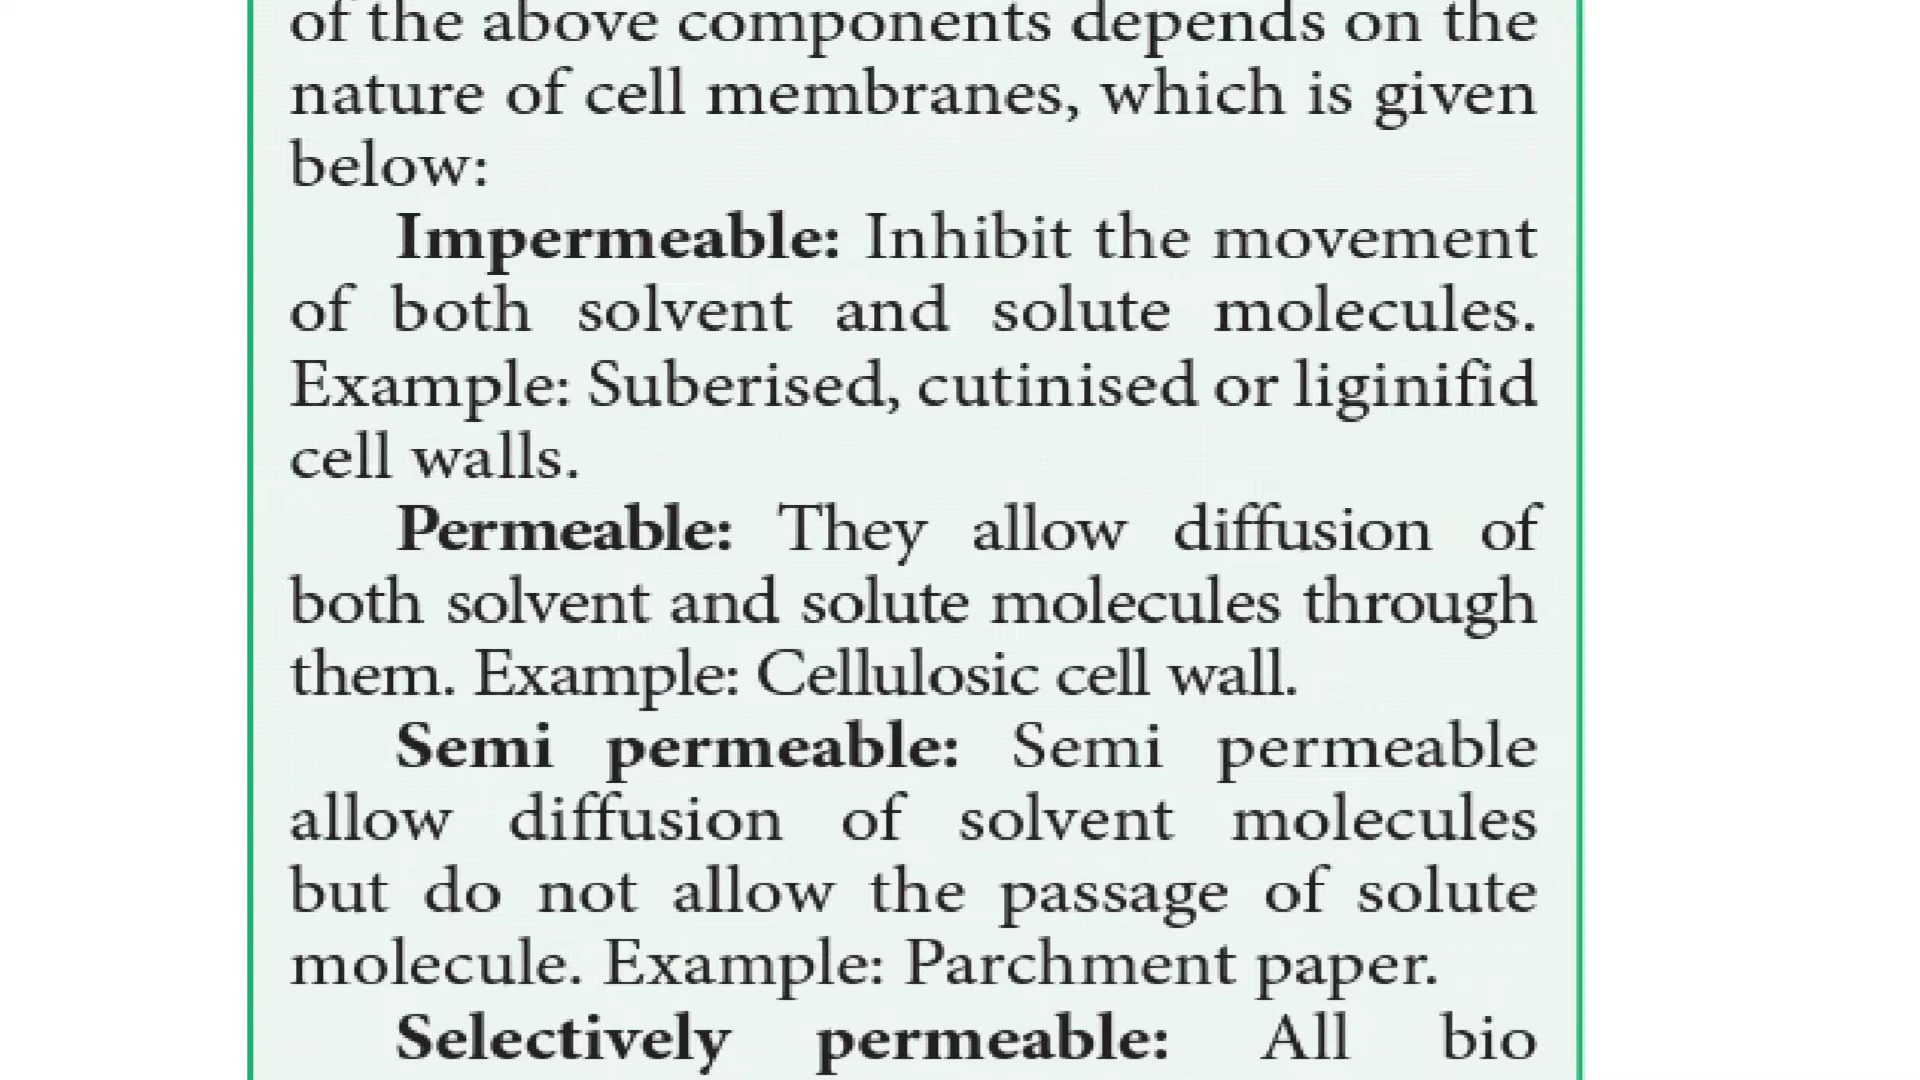 of the above components depends on the
nature of cell membranes, which is given
below:
Impermeable: Inhibit the movement
of both solvent and solute molecules.
Example: Suberised, cutinised or liginifid
cell walls.
Permeable: They allow diffusion of
both solvent and solute molecules through
them. Example: Cellulosic cell wall.
Semi permeable: Semi permeable
allow diffusion of solvent molecules
but do not allow the passage of solute
molecule. Example: Parchment paper.
Selectively permeable: All bio